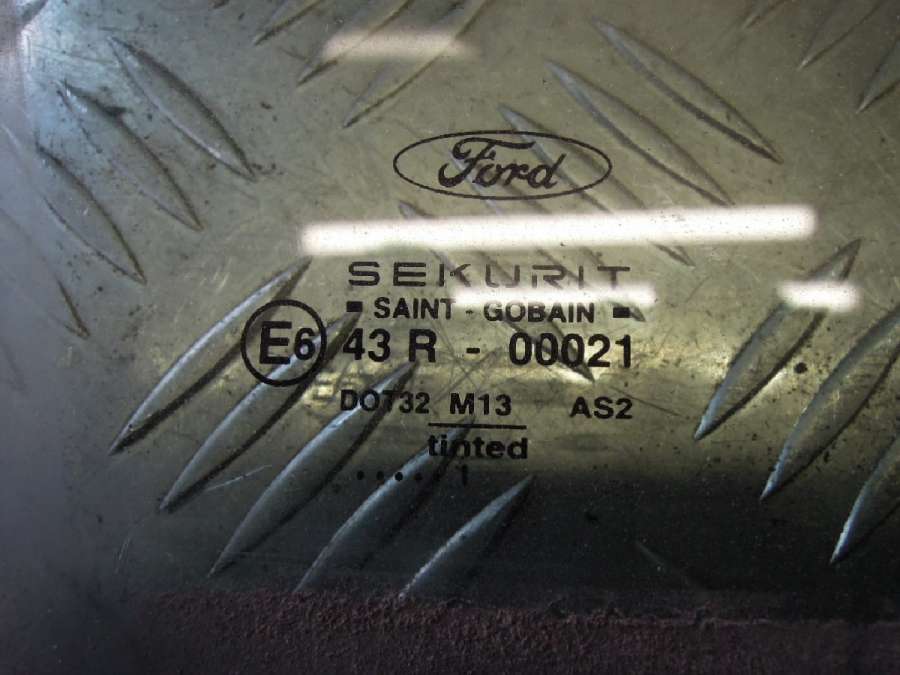 Ford
SEKURIT
SAINT - GOBAIN
E6 43 R - 00021
DOT32 M13 AS2
tinted
......1